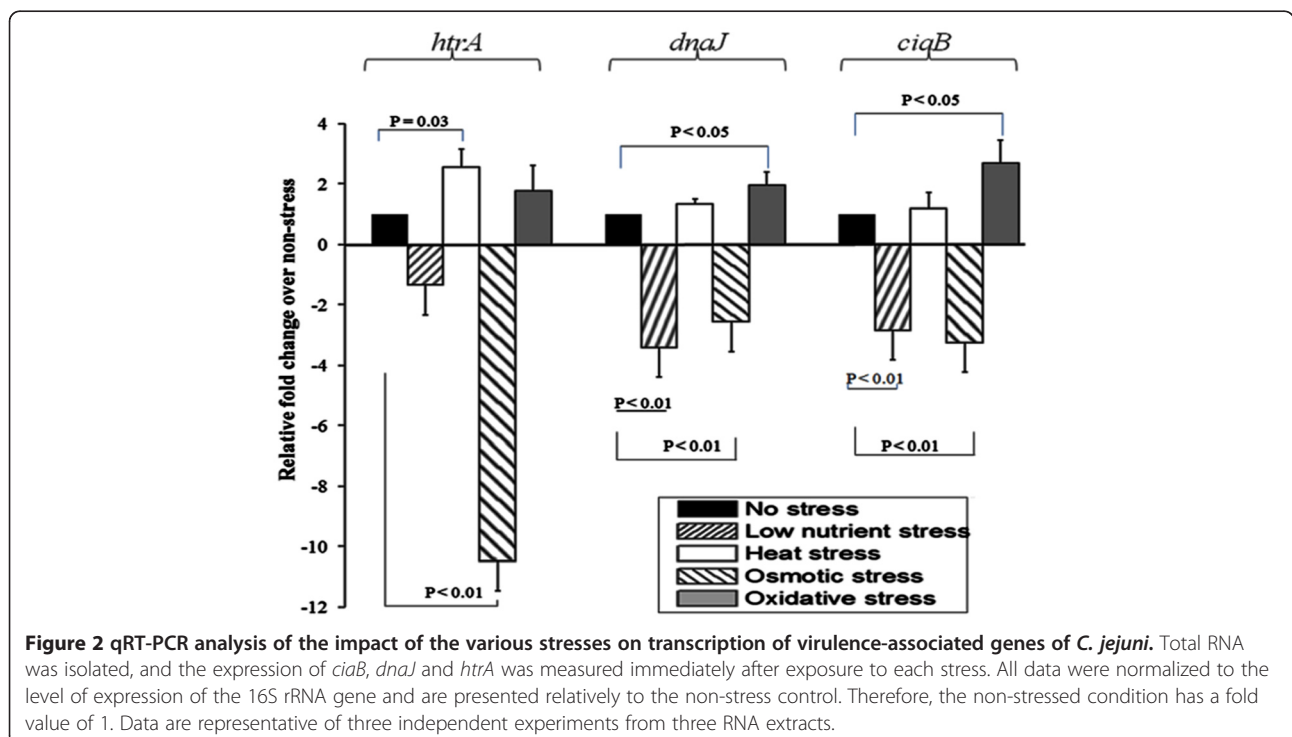 htrA dnaJ ciqB
P < 0.05
P = 0.03
P < 0.05
4
2
0
-2
-4
-6
-8
-10
-12
Relative fold change over non-stress
P < 0.01
P < 0.01
P < 0.01
P < 0.01
P < 0.01
No stress
Low nutrient stress
Heat stress
Osmotic stress
Oxidative stress
Figure 2 qRT-PCR analysis of the impact of the various stresses on transcription of virulence-associated genes of C. jejuni. Total RNA
was isolated, and the expression of ciaB, dnaJ and htrA was measured immediately after exposure to each stress. All data were normalized to the
level of expression of the 16S rRNA gene and are presented relatively to the non-stress control. Therefore, the non-stressed condition has a fold
value of 1. Data are representative of three independent experiments from three RNA extracts.